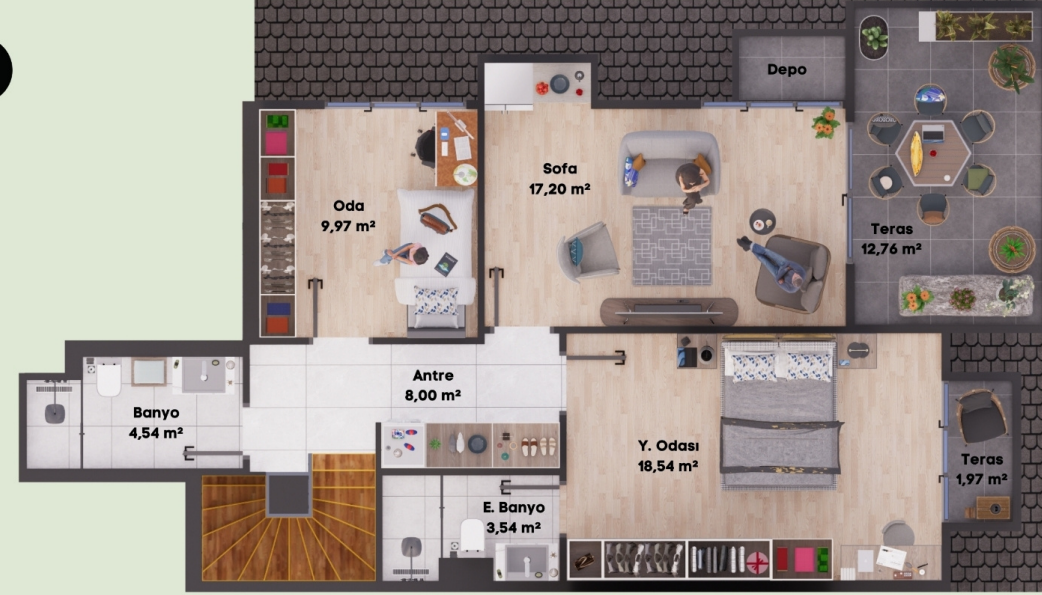 Depo
Sofa
17,20 m²
Oda
9,97 m²
Teras
12,76 m²
Antre
8,00 m²
Banyo
4,54 m²
Y. Odası
18,54 m²
Teras
1,97 m²
E. Banyo
3,54 m²